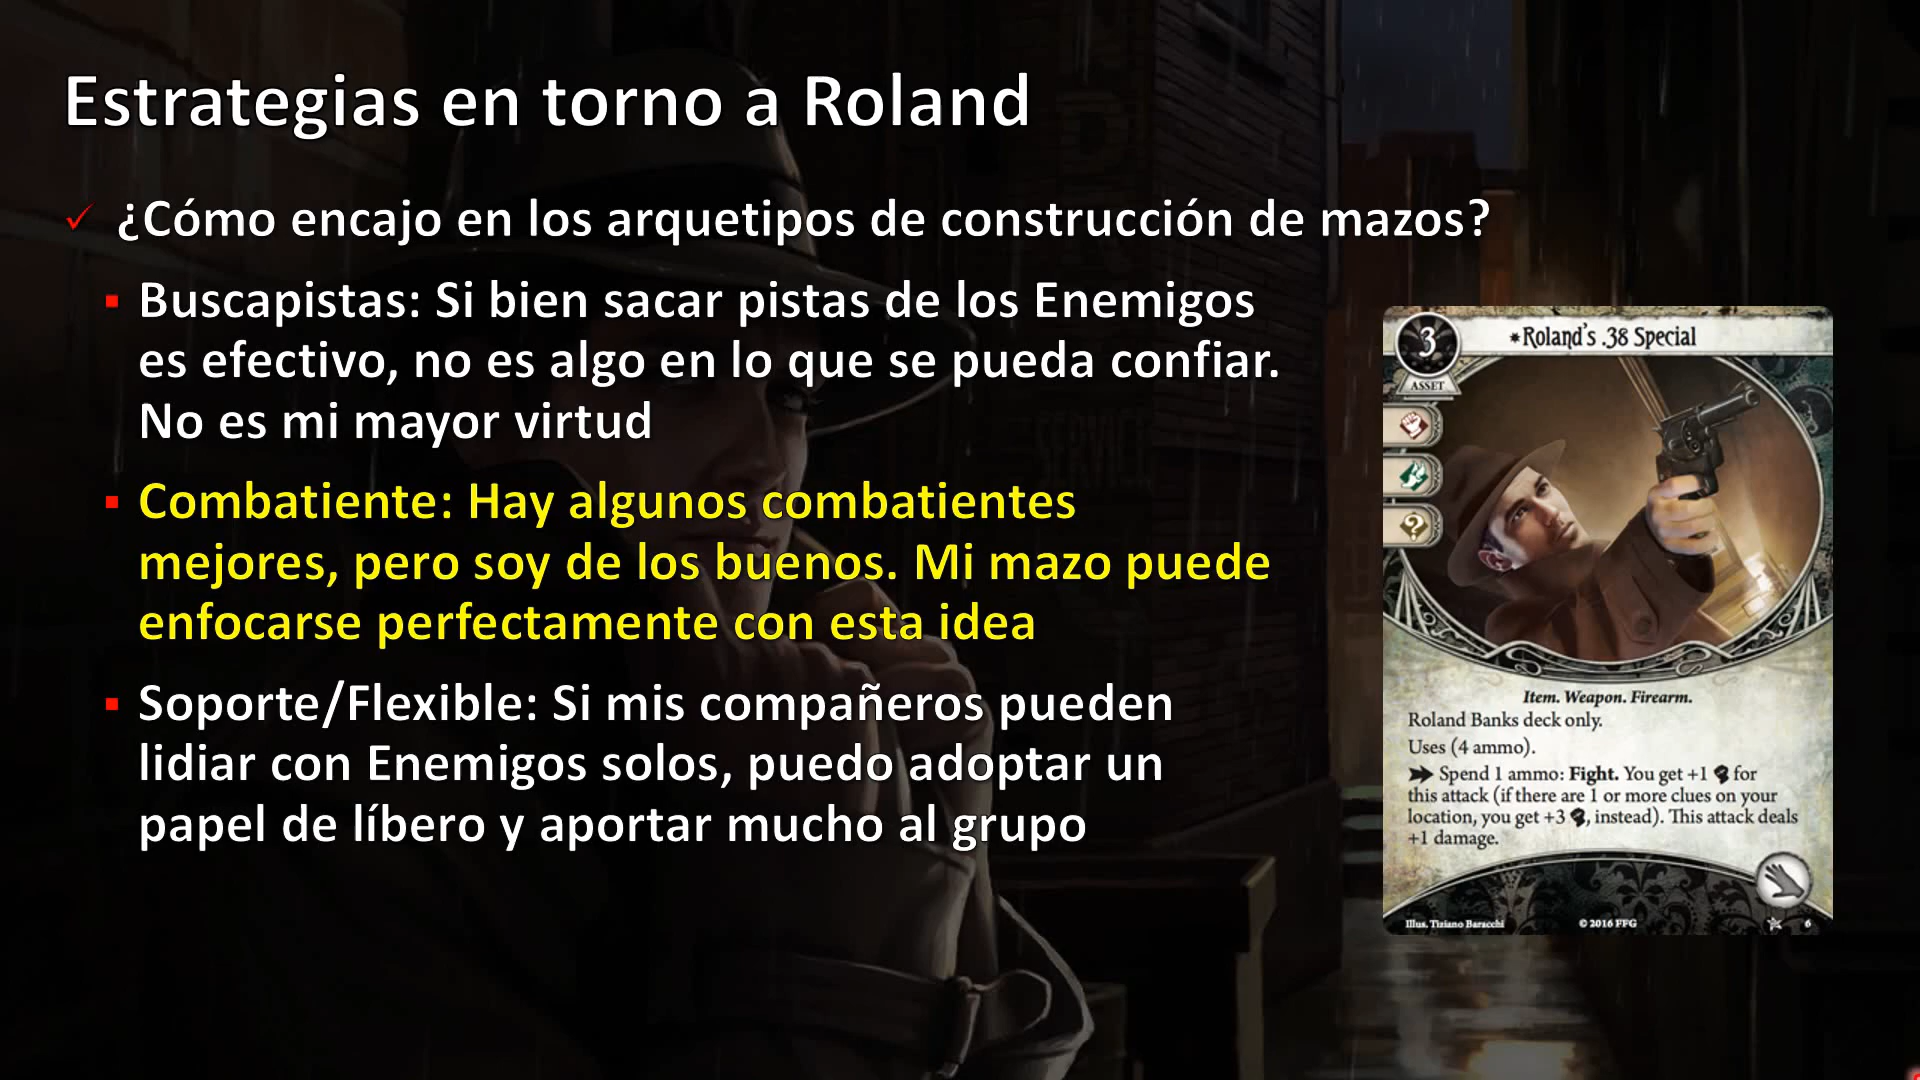 Estrategias en torno a Roland
¿Cómo encajo en los arquetipos de construcción de mazos?
Buscapistas: Si bien sacar pistas de los Enemigos
es efectivo, no es algo en lo que se pueda confiar.
No es mi mayor virtud
Combatiente: Hay algunos combatientes
mejores, pero soy de los buenos. Mi mazo puede
enfocarse perfectamente con esta idea
Soporte/Flexible: Si mis compañeros pueden
lidiar con Enemigos solos, puedo adoptar un
papel de líbero y aportar mucho al grupo
3
Roland's .38 Special
ASSET
?
Item. Weapon. Firearm.
Roland Banks deck only.
Uses (4 ammo).
Spend 1 ammo: Fight. You get +1 for
this attack (if there are 1 or more clues on your
location, you get +3 , instead). This attack deals
+1 damage.
Illus. Tiziano Baracchi © 2016 FFG 6